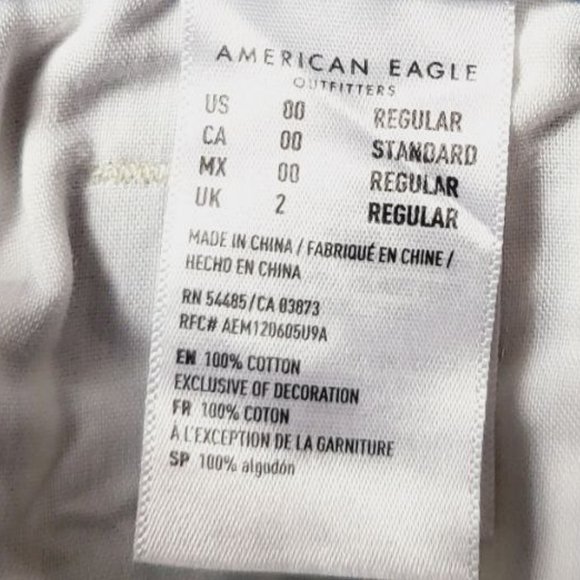 AMERICAN EAGLE
OUTFITTERS
US 00 REGULAR
CA 00 STANDARD
MX 00 REGULAR
UK 2 REGULAR
MADE IN CHINA / FABRIQUÉ EN CHINE /
HECHO EN CHINA
RN 54485/CA 03873
RFC# AEM120605U9A
EN 100% COTTON
EXCLUSIVE OF DECORATION
FR 100% COTON
À L'EXCEPTION DE LA GARNITURE
SP 100% algodón